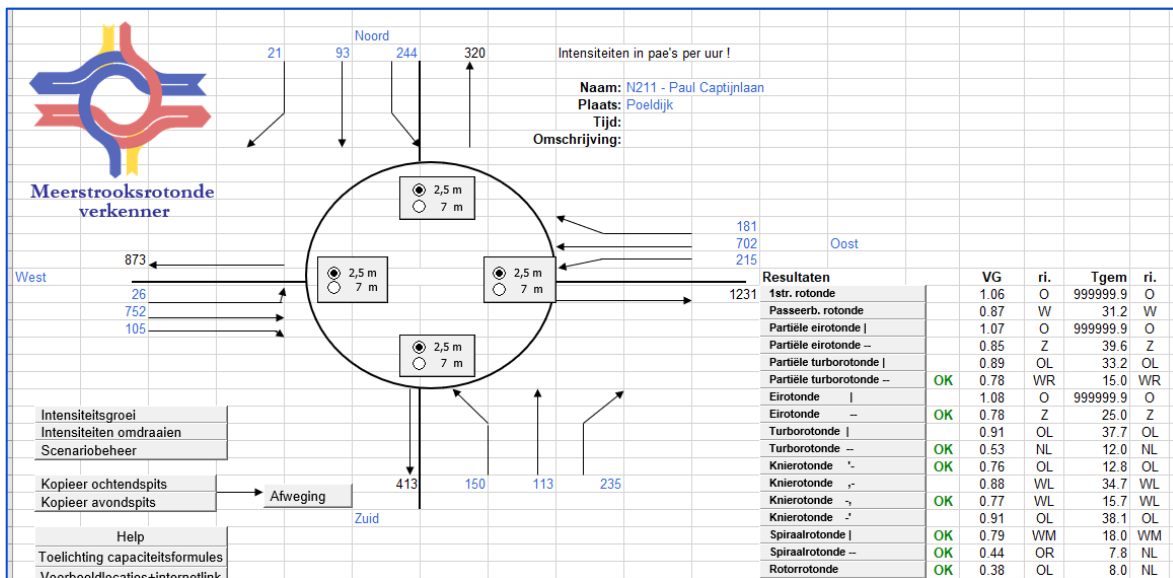 Noord
21 93 244 320 Intensiteiten in pae's per uur !
Naam: N211 - Paul Captijnlaan
Plaats: Poeldijk
Tijd:
Omschrijving:
Meerstrooksrotonde
verkenner
2,5 m
7 m
181
702 Oost
215
873
West
2,5 m
7 m
2,5 m
7 m
26
752
105
1231
2,5 m
7 m
Resultaten VG ri. Tgem ri.
1str. rotonde 1.06 O 999999.9 O
Passeerb. rotonde 0.87 W 31.2 W
Partiële eirotonde | 1.07 O 999999.9 O
Partiële eirotonde -- 0.85 Z 39.6 Z
Partiële turborotonde | 0.89 OL 33.2 OL
Partiële turborotonde -- OK 0.78 WR 15.0 WR
Eirotonde | 1.08 O 999999.9 O
Eirotonde -- OK 0.78 Z 25.0 Z
Turborotonde | 0.91 OL 37.7 OL
Turborotonde -- OK 0.53 NL 12.0 NL
Knierotonde '- OK 0.76 OL 12.8 OL
Knierotonde ,- 0.88 WL 34.7 WL
Knierotonde -, OK 0.77 WL 15.7 WL
Knierotonde -' 0.91 OL 38.1 OL
Spiraalrotonde | OK 0.79 WM 18.0 WM
Spiraalrotonde -- OK 0.44 OR 7.8 NL
Rotorrotonde OK 0.38 OL 8.0 NL
Intensiteitsgroei
Intensiteiten omdraaien
Scenariobeheer
Kopieer ochtendspits
Kopieer avondspits
Afweging
413 150 113 235
Zuid
Help
Toelichting capaciteitsformules
Voorbeeldlocaties+internetlink